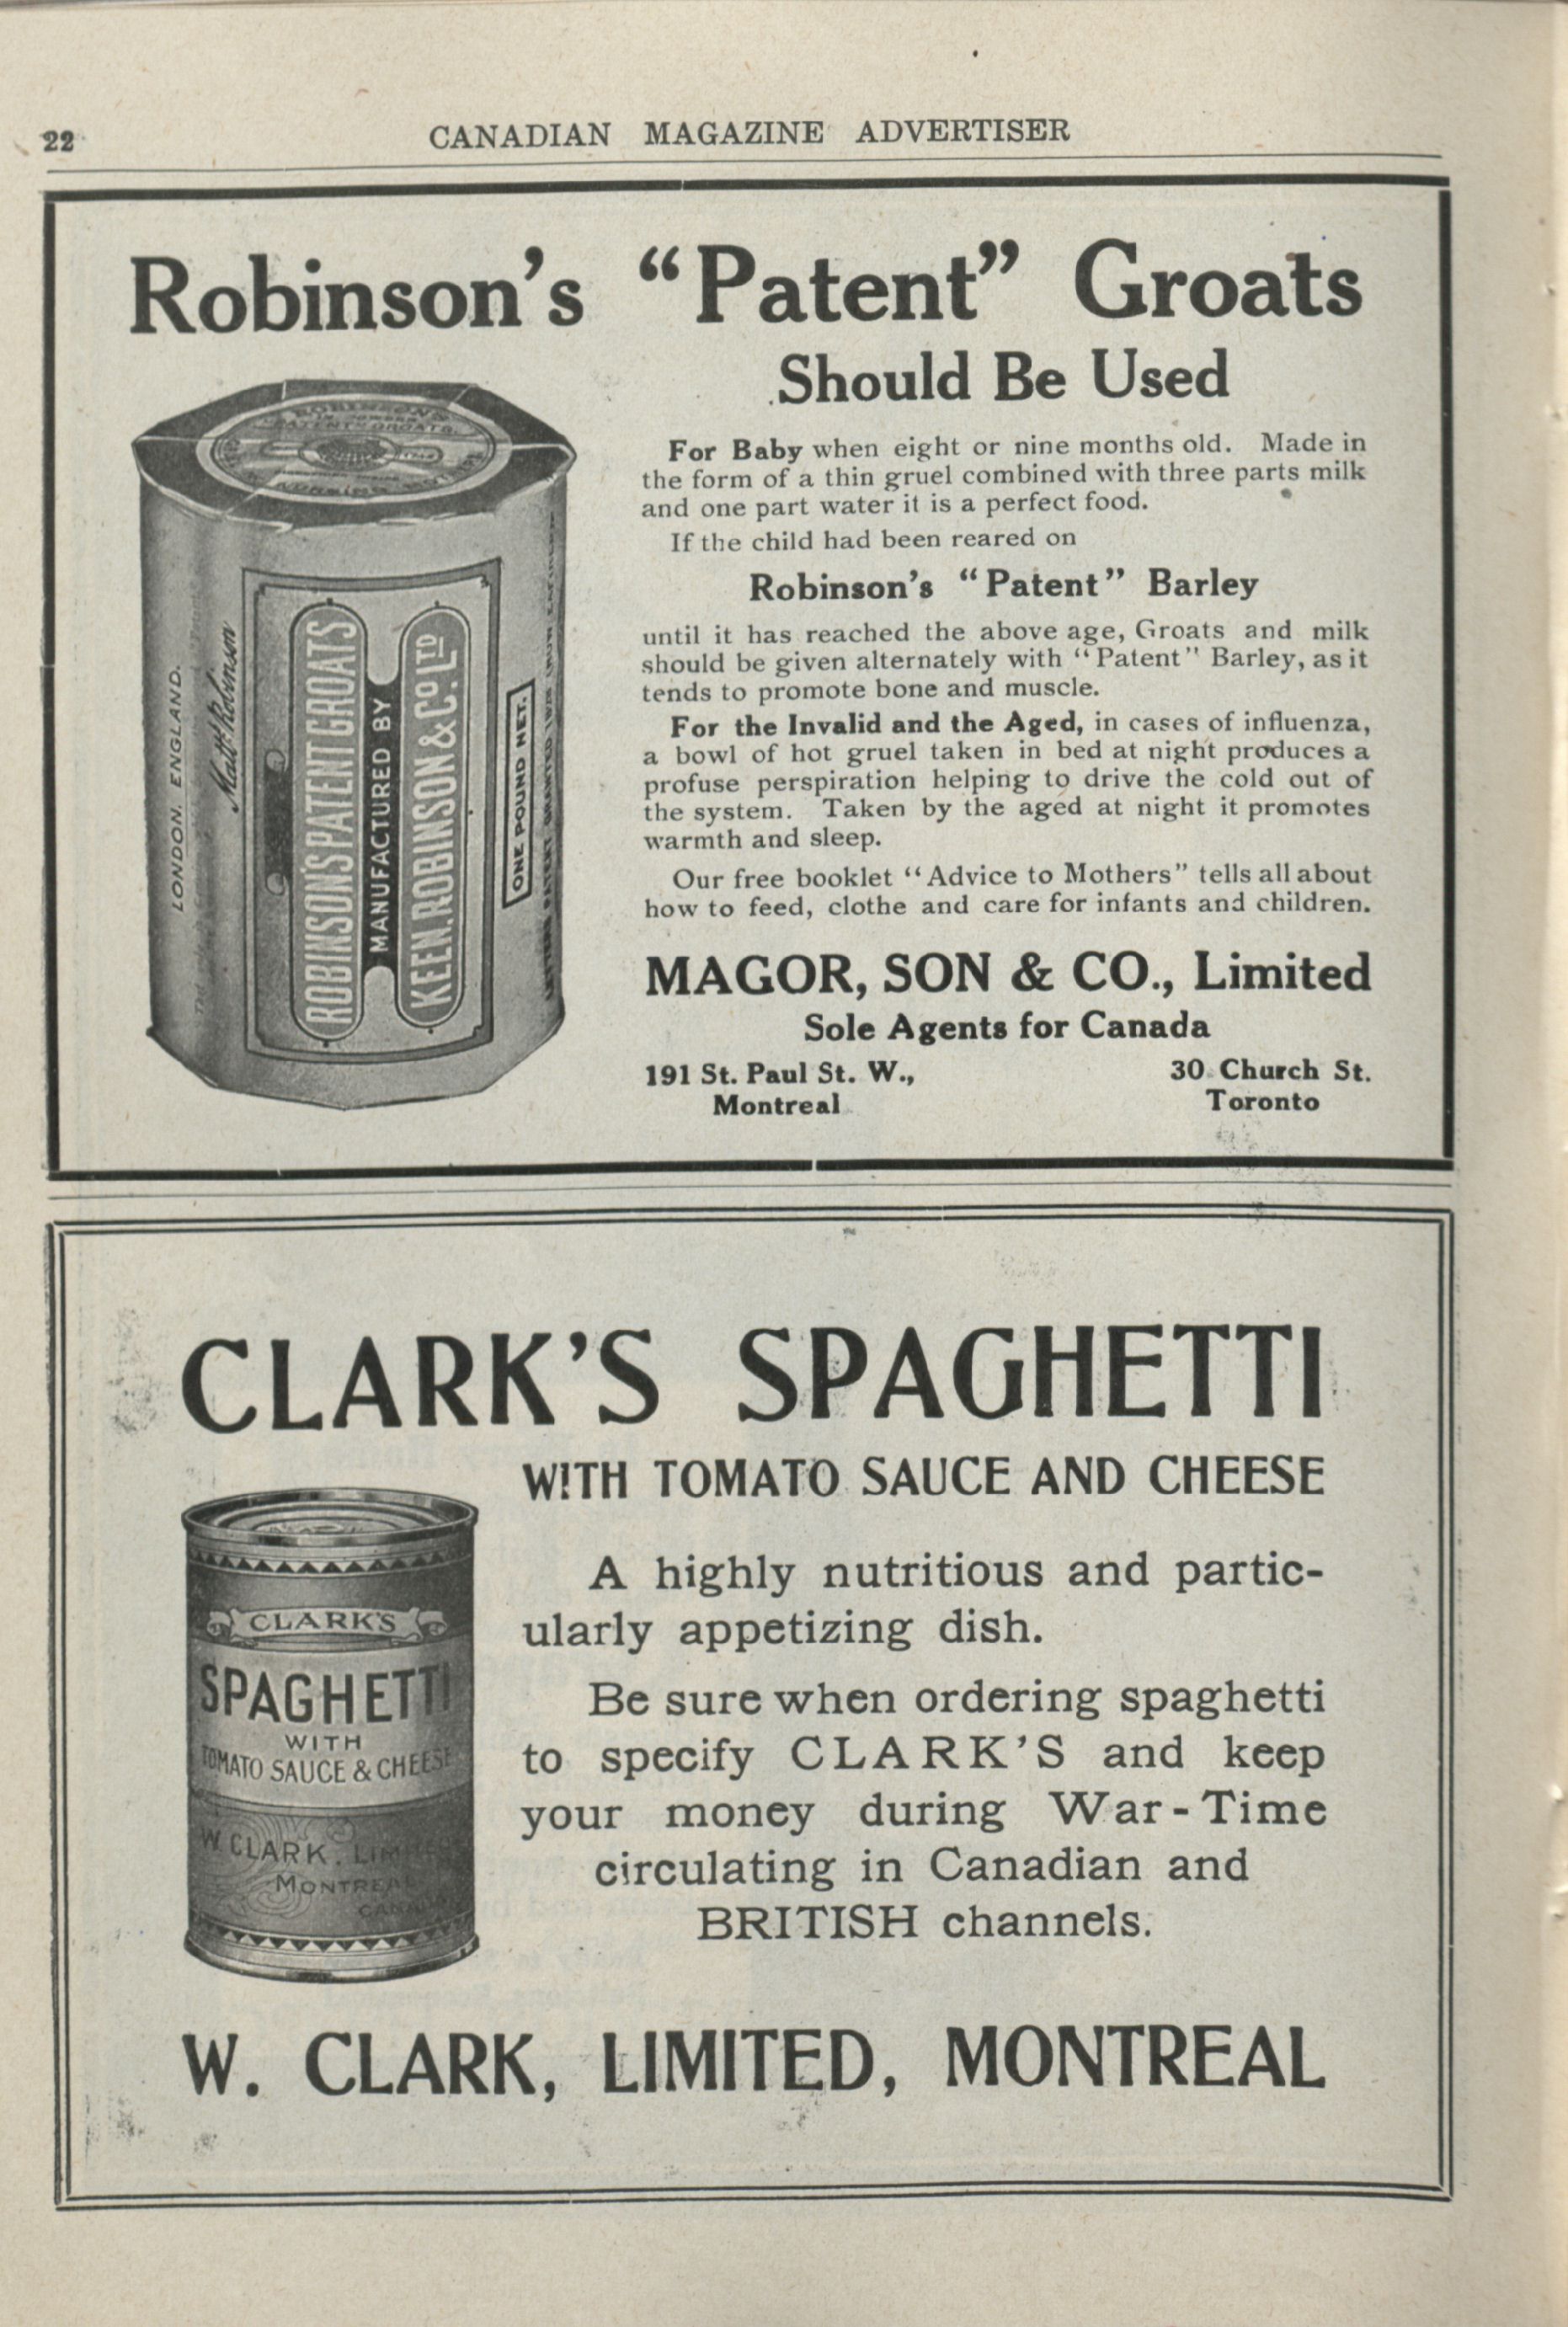 22
CANADIAN MAGAZINE ADVERTISER
Robinson's "Patent" Groats
Should Be Used
For Baby when eight or nine months old. Made in
the form of a thin gruel combined with three parts milk
and one part water it is a perfect food.
If the child had been reared on
Robinson's "Patent" Barley
until it has reached the above age, Groats and milk
should be given alternately with "Patent" Barley, as it
tends to promote bone and muscle.
For the Invalid and the Aged, in cases of influenza,
a bowl of hot gruel taken in bed at night produces a
profuse perspiration helping to drive the cold out of
the system. Taken by the aged at night it promotes
warmth and sleep.
Our free booklet "Advice to Mothers" tells all about
how to feed, clothe and care for infants and children.
MAGOR, SON & CO., Limited
Sole Agents for Canada
191 St. Paul St. W.,
Montreal
30 Church St.
Toronto
ROBINSON'S
PATENT GROATS
LONDON. ENGLAND.
Matt Robinson
ROBINSON'S PATENT GROATS
MANUFACTURED BY
KEEN, ROBINSON & CO. LTD
ONE POUND NET.
CLARK'S SPAGHETTI
WITH TOMATO SAUCE AND CHEESE
A highly nutritious and partic-
ularly appetizing dish.
Be sure when ordering spaghetti
to specify CLARK'S and keep
your money during War-Time
circulating in Canadian and
BRITISH channels.
CLARK'S
SPAGHETTI
WITH
TOMATO SAUCE & CHEESE
W. CLARK, LIMITED
MONTREAL
CANADA
W. CLARK, LIMITED, MONTREAL